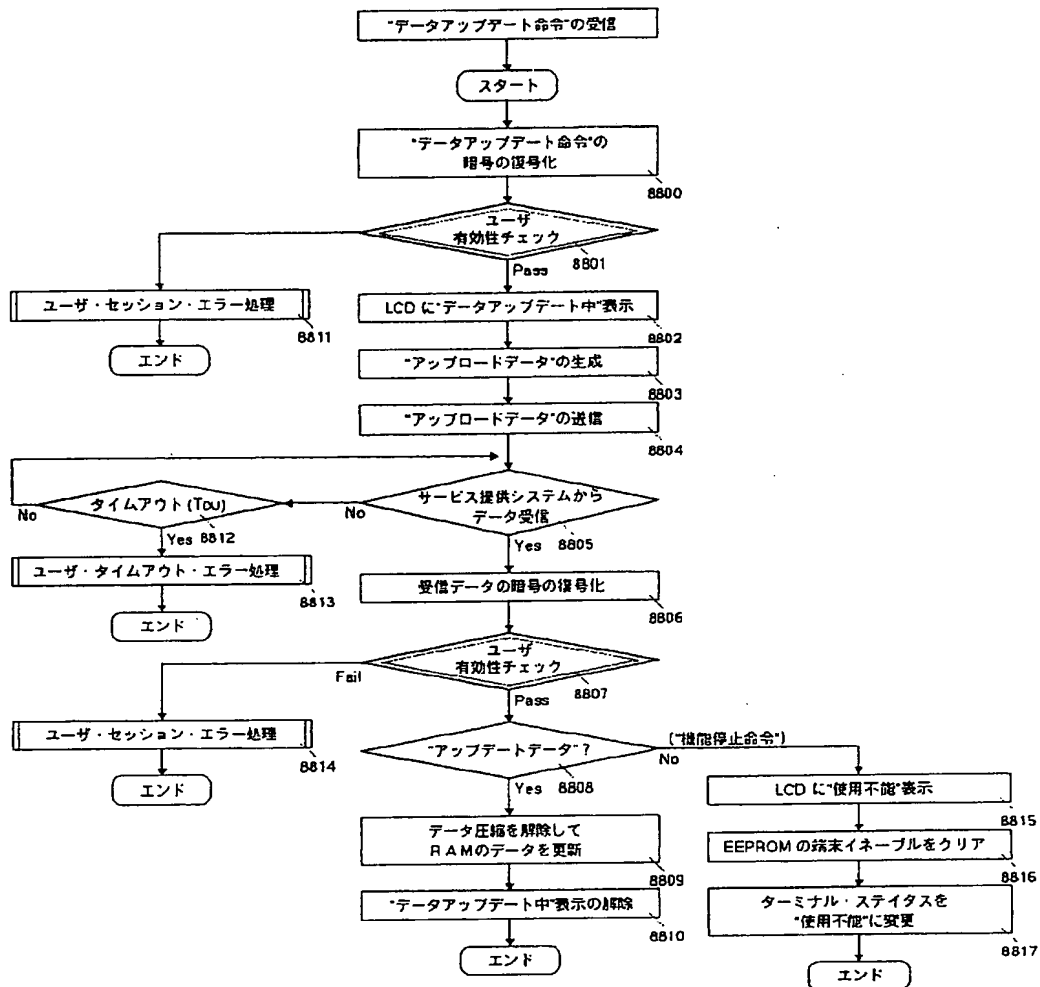 "データアップデート命令"の受信
スタート
"データアップデート命令"の
暗号の復号化
8800
ユーザ
有効性チェック
8801
Pass
ユーザ・セッション・エラー処理
8811
エンド
LCDに"データアップデート中"表示
8802
"アップロードデータ"の生成
8803
"アップロードデータ"の送信
8804
サービス提供システムから
データ受信
8805
No
Yes
タイムアウト(TDU)
8812
No
Yes
ユーザ・タイムアウト・エラー処理
8813
エンド
受信データの暗号の復号化
8806
ユーザ
有効性チェック
8807
Fail
Pass
ユーザ・セッション・エラー処理
8814
エンド
"アップデートデータ"?
8808
("機能停止命令")
No
Yes
LCDに"使用不能"表示
8815
EEPROMの端末イネーブルをクリア
8816
ターミナル・ステイタスを
"使用不能"に変更
8817
エンド
データ圧縮を解除して
RAMのデータを更新
8809
"データアップデート中"表示の解除
8810
エンド